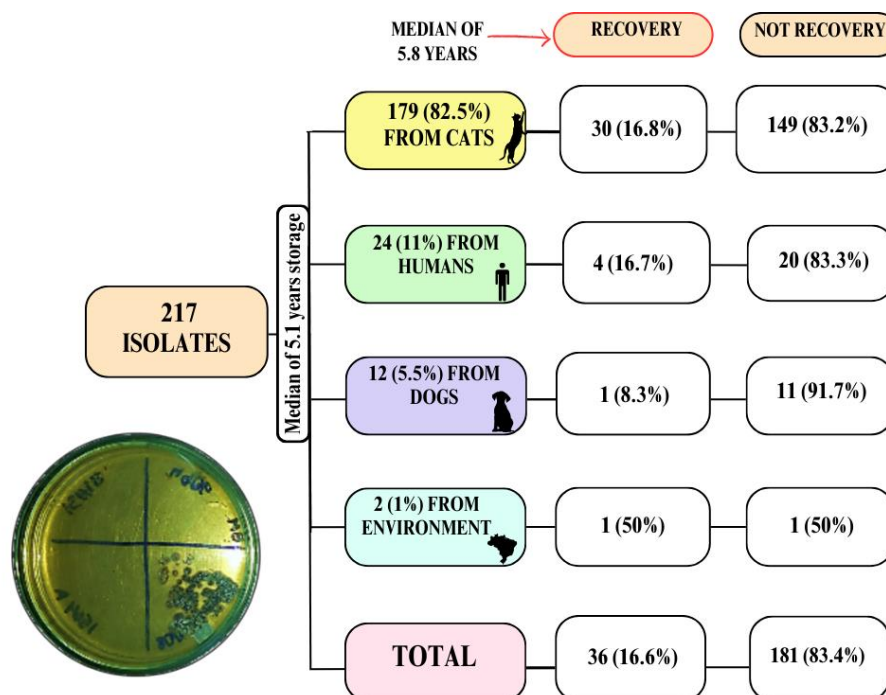 MEDIAN OF
5.8 YEARS
RECOVERY
NOT RECOVERY
217
ISOLATES
Median of 5.1 years storage
179 (82.5%)
FROM CATS
30 (16.8%)
149 (83.2%)
24 (11%) FROM
HUMANS
4 (16.7%)
20 (83.3%)
12 (5.5%) FROM
DOGS
1 (8.3%)
11 (91.7%)
2 (1%) FROM
ENVIRONMENT
1 (50%)
1 (50%)
TOTAL
36 (16.6%)
181 (83.4%)